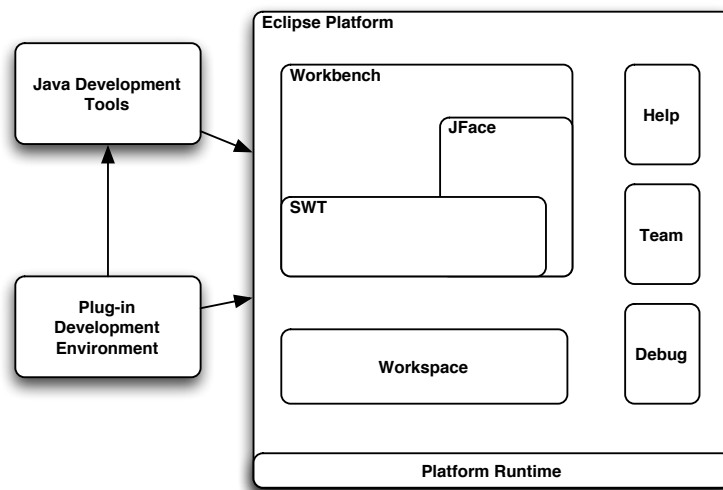 Eclipse Platform
Java Development
Tools
Workbench
JFace
SWT
Help
Team
Debug
Plug-in
Development
Environment
Workspace
Platform Runtime